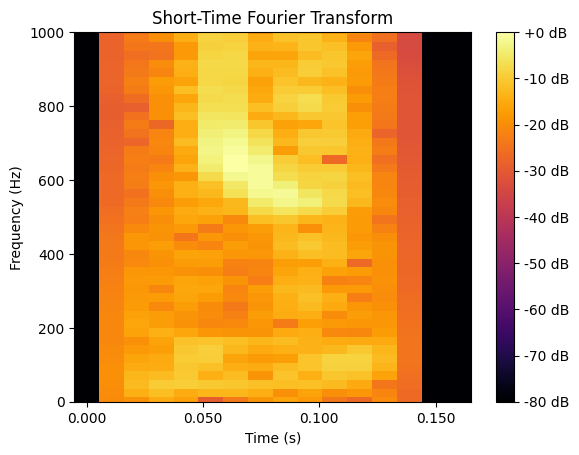 Short-Time Fourier Transform
1000
800
600
400
200
0
Frequency (Hz)
0.000
0.050
0.100
0.150
Time (s)
+0 dB
-10 dB
-20 dB
-30 dB
-40 dB
-50 dB
-60 dB
-70 dB
-80 dB